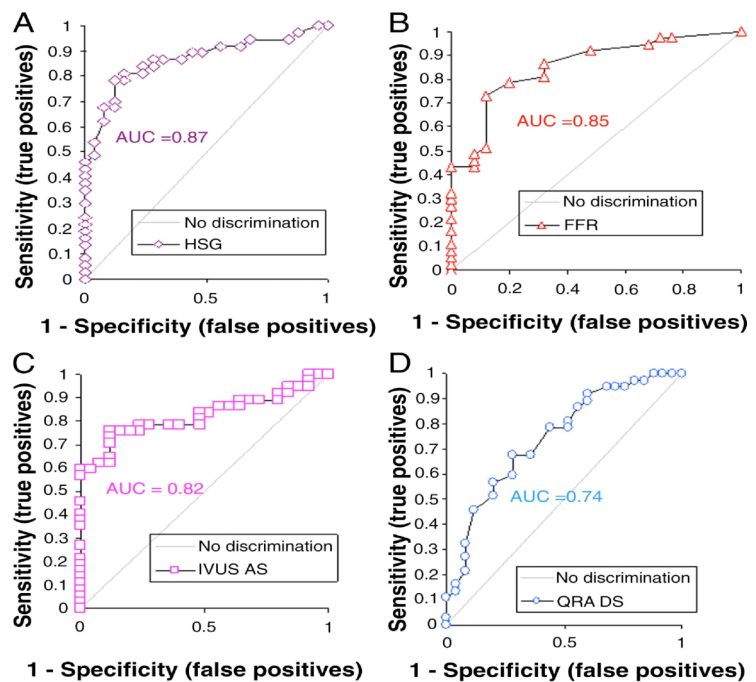 A
Sensitivity (true positives)
1
0.9
0.8
0.7
0.6
0.5
0.4
0.3
0.2
0.1
0
AUC =0.87
No discrimination
HSG
0
0.5
1
1 - Specificity (false positives)
B
Sensitivity (true positives)
1
0.9
0.8
0.7
0.6
0.5
0.4
0.3
0.2
0.1
0
AUC =0.85
No discrimination
FFR
0
0.2
0.4
0.6
0.8
1
1 - Specificity (false positives)
C
Sensitivity (true positives)
1
0.9
0.8
0.7
0.6
0.5
0.4
0.3
0.2
0.1
0
AUC = 0.82
No discrimination
IVUS AS
0
0.5
1
1 - Specificity (false positives)
D
Sensitivity (true positives)
1
0.9
0.8
0.7
0.6
0.5
0.4
0.3
0.2
0.1
0
AUC =0.74
No discrimination
QRA DS
0
0.5
1
1 - Specificity (false positives)